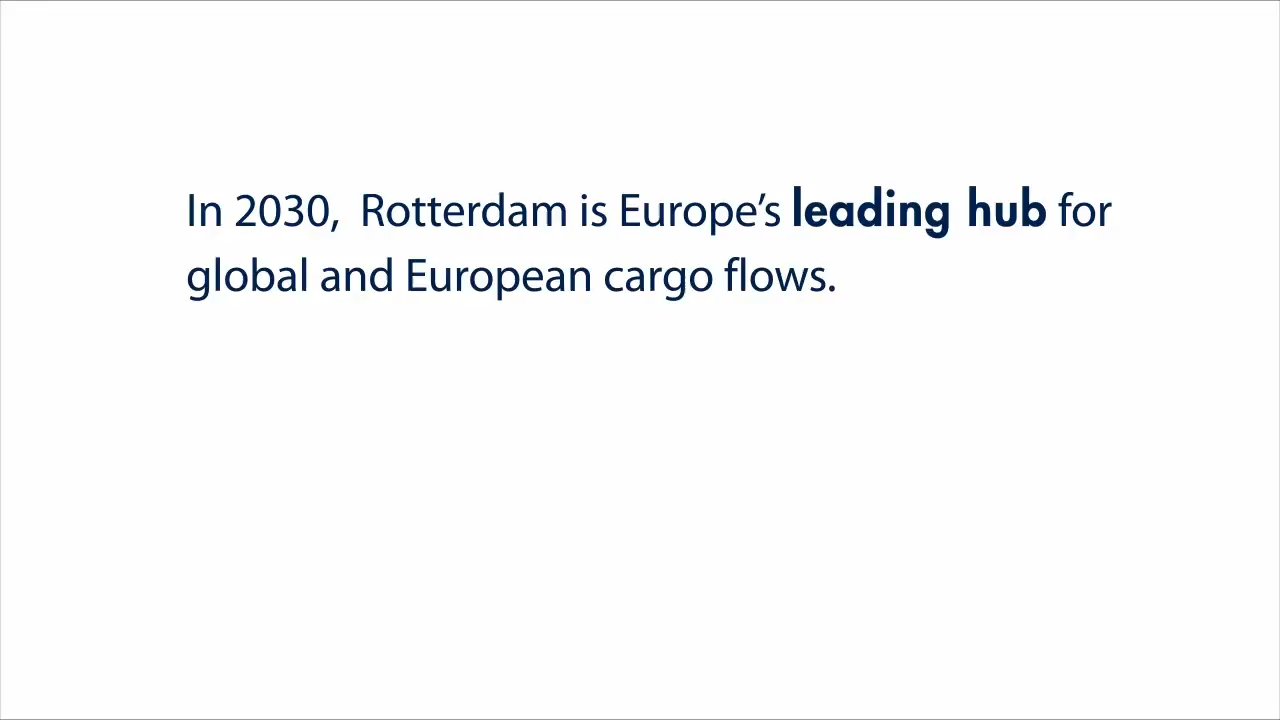 In 2030, Rotterdam is Europe’s leading hub for
global and European cargo flows.